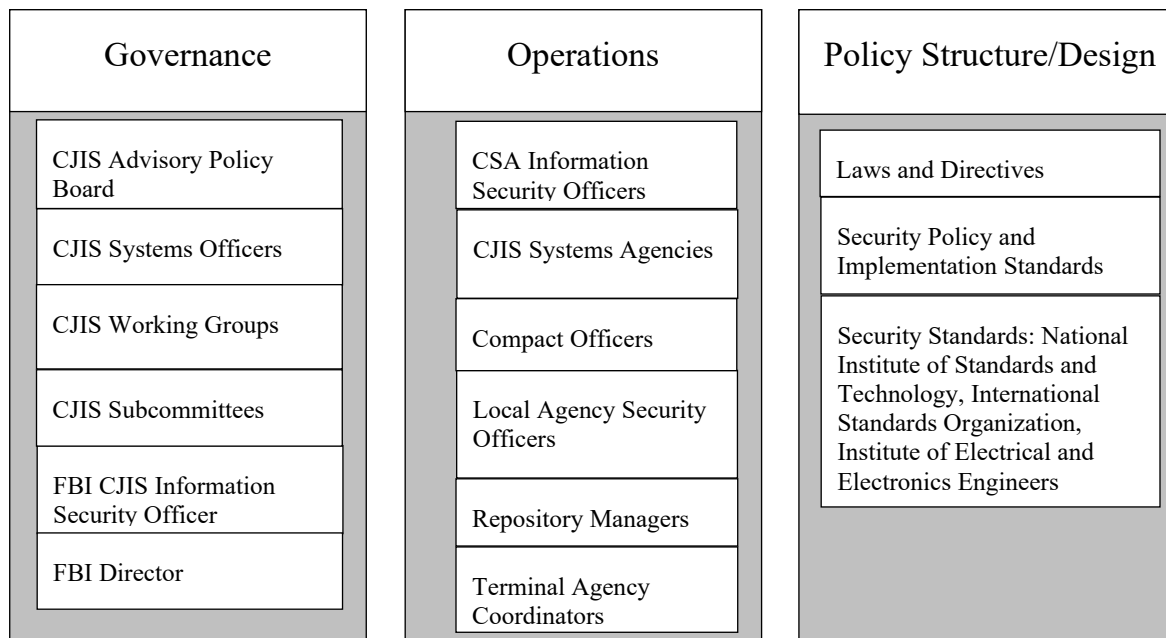 Governance
CJIS Advisory Policy
Board
CJIS Systems Officers
CJIS Working Groups
CJIS Subcommittees
FBI CJIS Information
Security Officer
FBI Director
Operations
CSA Information
Security Officers
CJIS Systems Agencies
Compact Officers
Local Agency Security
Officers
Repository Managers
Terminal Agency
Coordinators
Policy Structure/Design
Laws and Directives
Security Policy and
Implementation Standards
Security Standards: National
Institute of Standards and
Technology, International
Standards Organization,
Institute of Electrical and
Electronics Engineers